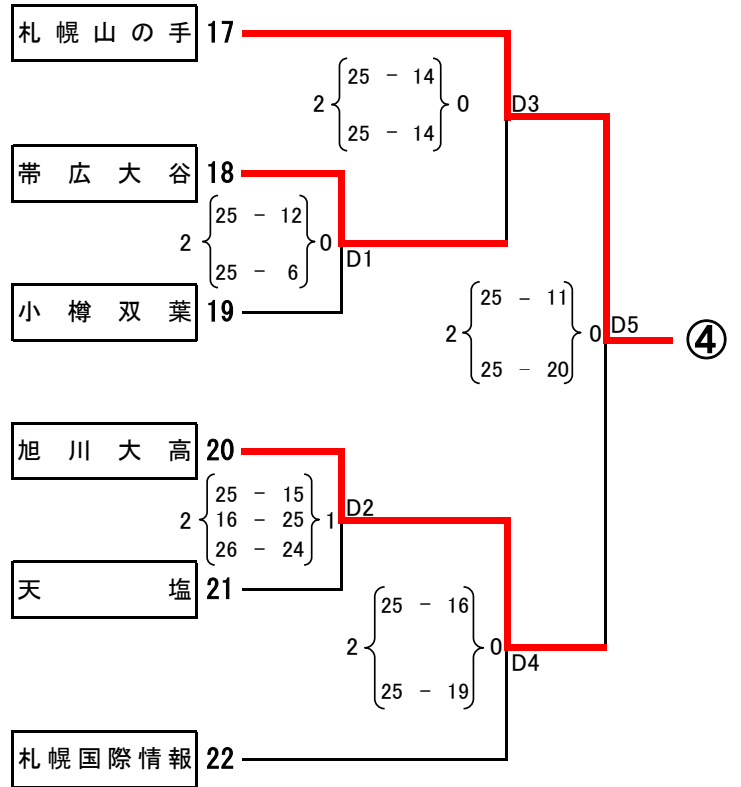 札幌山の手 17
25 - 14
2 0
25 - 14
D3
帯広大谷 18
25 - 12
2 0
25 - 6
D1
小樽双葉 19
25 - 11
2 0
25 - 20
D5
④
旭川大高 20
25 - 15
2 16 - 25 1
26 - 24
D2
天塩 21
25 - 16
2 0
25 - 19
D4
札幌国際情報 22